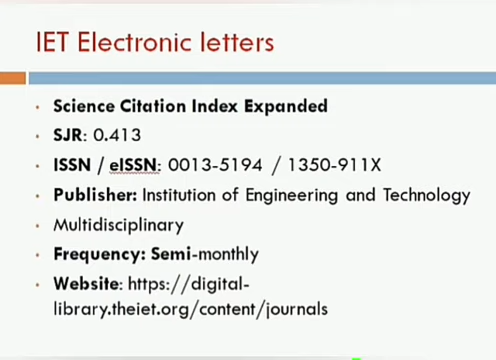 IET Electronic letters
• Science Citation Index Expanded
• SJR: 0.413
• ISSN / eISSN: 0013-5194 / 1350-911X
• Publisher: Institution of Engineering and Technology
• Multidisciplinary
• Frequency: Semi-monthly
• Website: https://digital-
library.theiet.org/content/journals